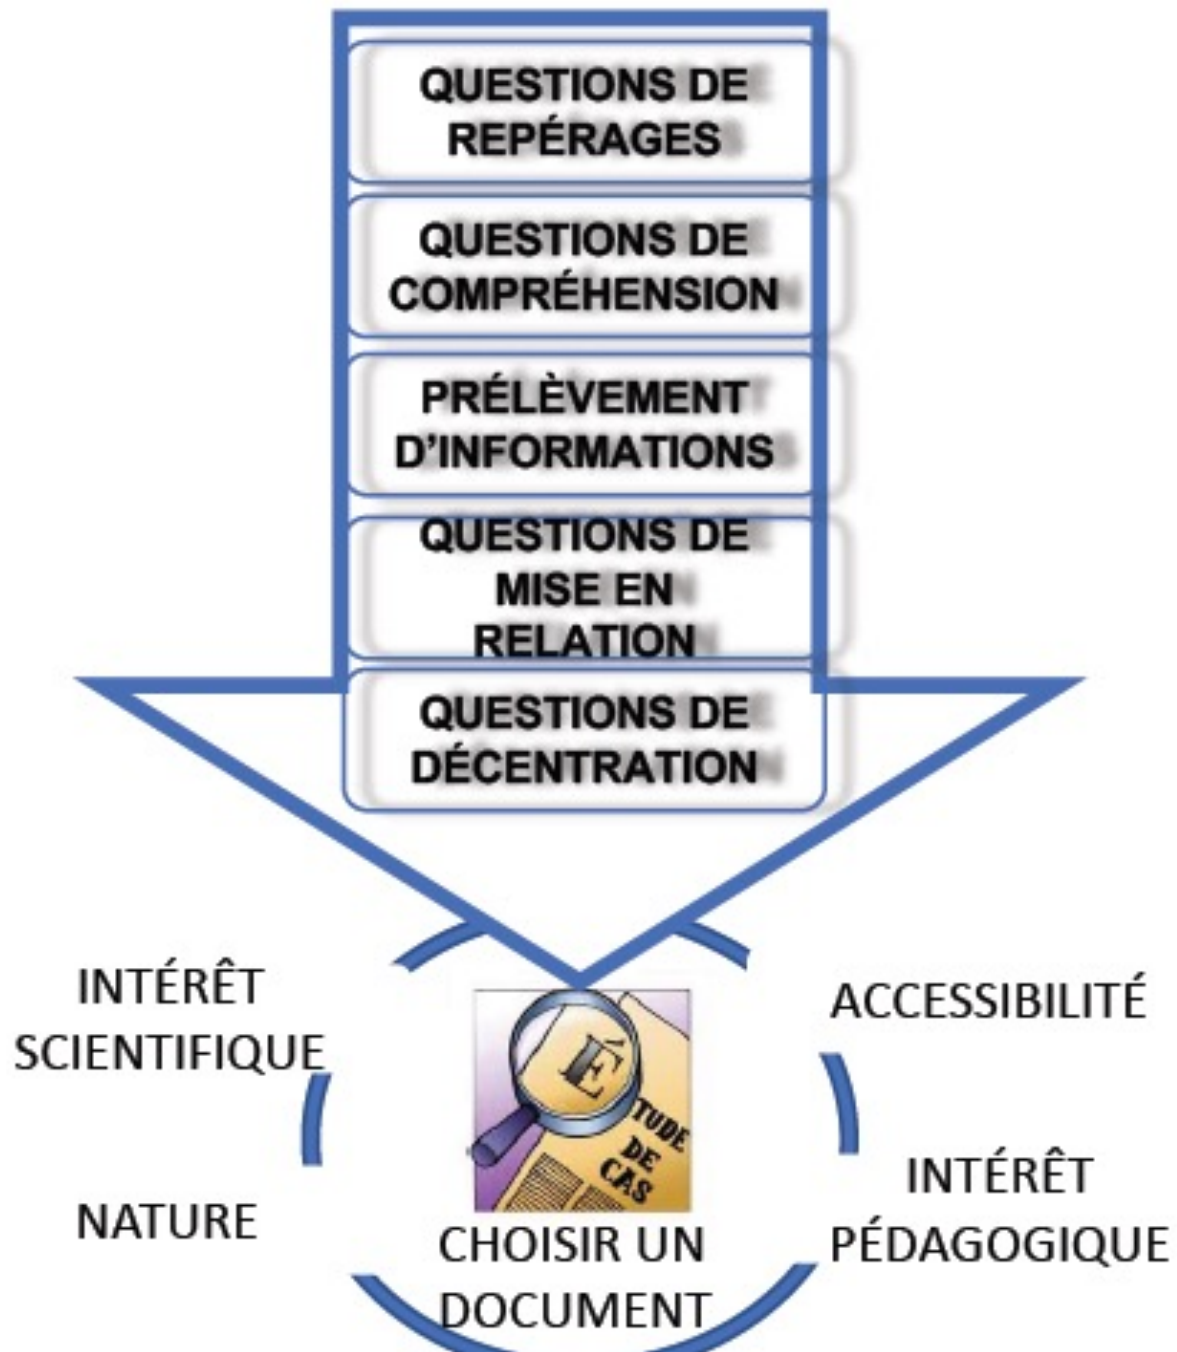 QUESTIONS DE
REPÉRAGES
QUESTIONS DE
COMPRÉHENSION
PRÉLÈVEMENT
D'INFORMATIONS
QUESTIONS DE
MISE EN
RELATION
QUESTIONS DE
DÉCENTRATION
INTÉRÊT
SCIENTIFIQUE
ACCESSIBILITÉ
É
TUDE
DE
CAS
NATURE
INTÉRÊT
PÉDAGOGIQUE
CHOISIR UN
DOCUMENT